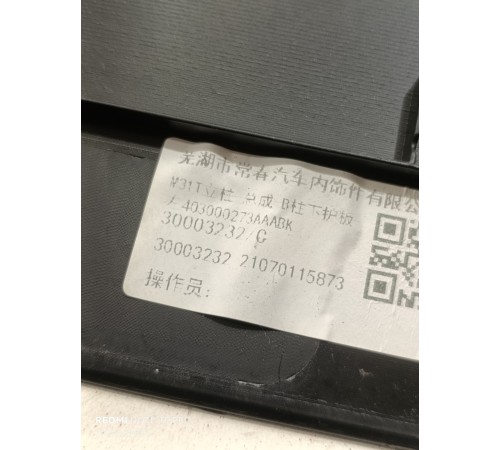 芜湖市常春汽车内饰件有限公
M31T立柱 总成 B柱下护板
403000273AAABK
30003232/G
30003232 21070115873
操作员:
REDMI